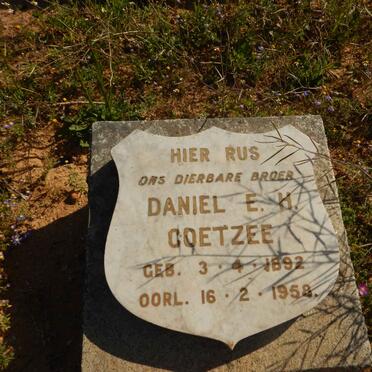 HIER RUS
ONS DIERBARE BROER
DANIEL E. H.
COETZEE
GEB. 3 · 4 · 1892
OORL. 16 · 2 · 1958.